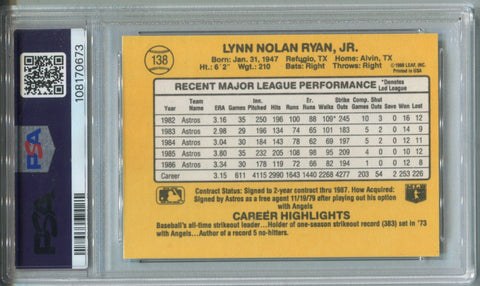 108170673
PSA
PSA
138
LYNN NOLAN RYAN, JR.
Born: Jan. 31, 1947 Refugio, TX Home: Alvin, TX
Ht.: 6'2" Wgt.: 210 Bats: Right Throws: Right
©1986 LEAF, INC.
Printed in USA
RECENT MAJOR LEAGUE PERFORMANCE *Denotes Led League
Year Team Name ERA Games Inn. Pitched Hits Runs Er. Runs Walks Strike Outs Comp. Games Shut Outs Saves Won Lost
1982 Astros 3.16 35 250 196 100 88 109* 245 10 3 0 16 12
1983 Astros 2.98 29 196 134 74 65 101 183 5 2 0 14 9
1984 Astros 30 184 143 78 62 69 197 5 2 0 12 11
1985 Astros 3.80 35 232 205 108 98 95 209 4 0 0 10 12
1986 Astros 3.34 30 178 119 72 66 82 194 1 0 0 12 8
Career 3.15 611 4115 2990 1643 1440 2268 4277 203 54 2 253 226
Contract Status: Signed to 2-year contract thru 1987. How Acquired:
Signed by Astros as a free agent 11/19/79 after playing out his option with
Angels.
CAREER HIGHLIGHTS
Baseball's all-time strikeout leader...Holder of one-season strikeout record (383) set in '73
with Angels...Author of a record 5 no-hitters.